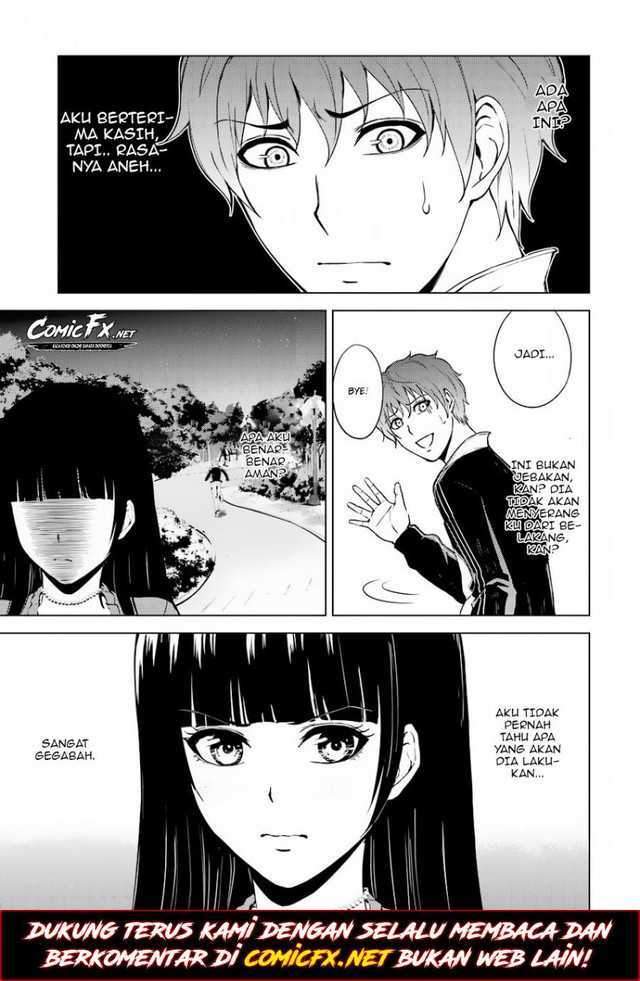 ADA
APA
INI?
AKU BERTERI-
MA KASIH,
TAPI.. RASA-
NYA ANEH...
JADI...
BYE!
INI BUKAN
JEBAKAN,
KAN? DIA
TIDAK AKAN
MENYERANG
KU DARI BE-
LAKANG,
KAN?
COMICFX.NET
APA AKU
BENAR-
BENAR
AMAN?
AKU TIDAK
PERNAH
TAHU APA
YANG AKAN
DIA LAKU-
KAN...
SANGAT
GEGABAH.
DUKUNG TERUS KAMI DENGAN SELALU MEMBACA DAN
BERKOMENTAR DI COMICFX.NET BUKAN WEB LAIN!